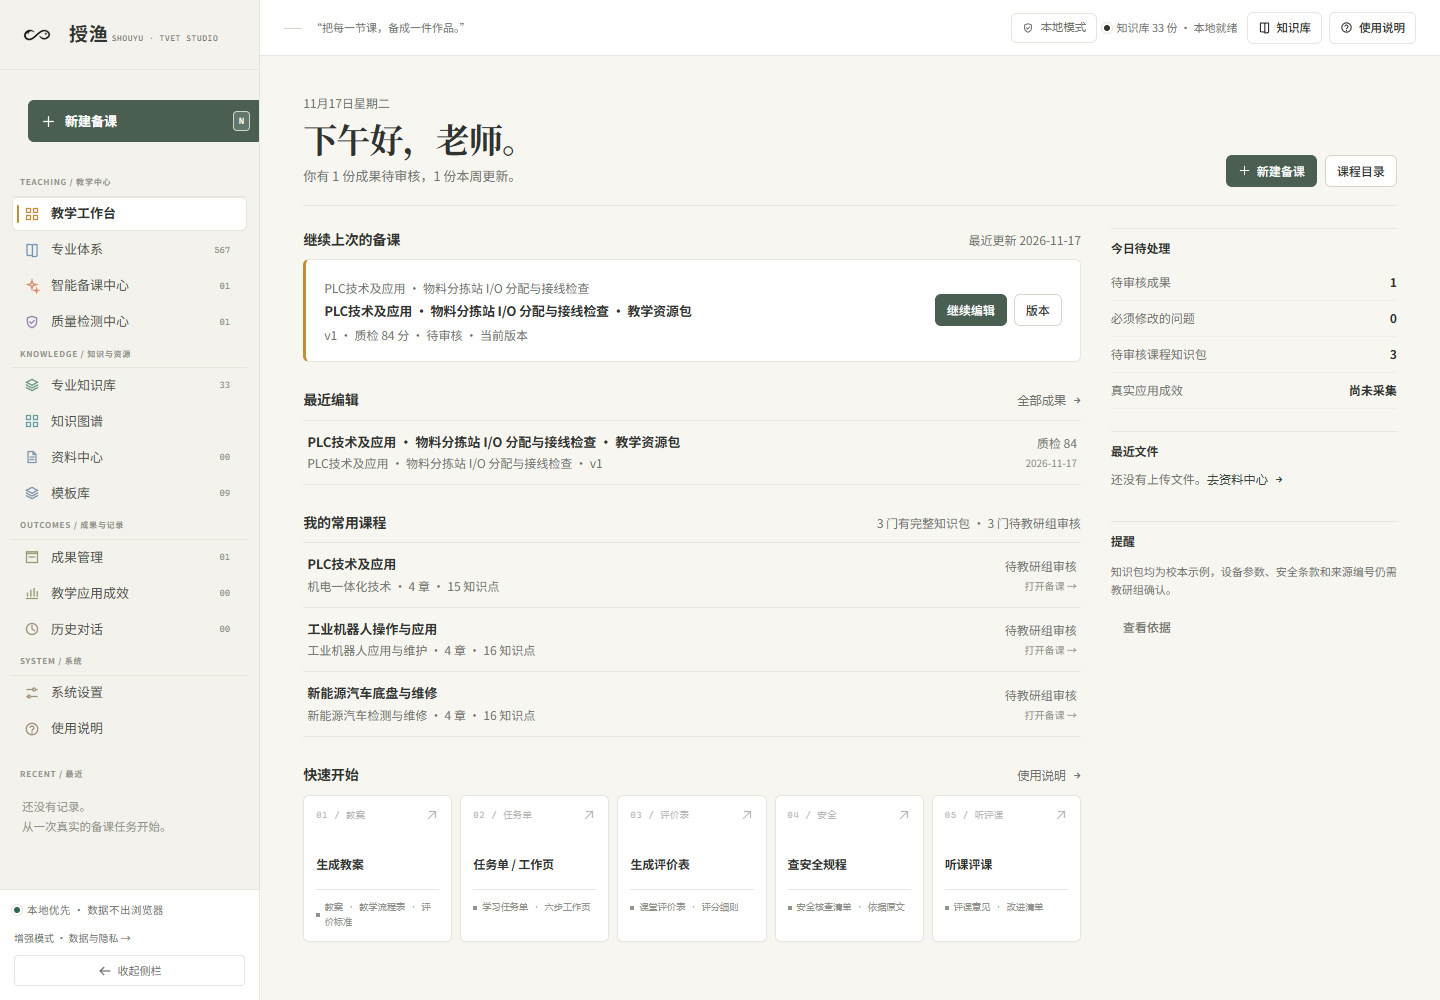 授渔 SHOUYU · TVET STUDIO
新建备课 N
TEACHING / 教学中心
教学工作台
专业体系 567
智能备课中心 01
质量检测中心 01
KNOWLEDGE / 知识与资源
专业知识库 33
知识图谱
资料中心 00
模板库 09
OUTCOMES / 成果与记录
成果管理 01
教学应用成效 00
历史对话 00
SYSTEM / 系统
系统设置
使用说明
RECENT / 最近
还没有记录。
从一次真实的备课任务开始。
本地优先 · 数据不出浏览器
增强模式 · 数据与隐私 →
← 收起侧栏
“把每一节课，备成一件作品。”
本地模式
知识库 33 份 · 本地就绪
知识库
使用说明
11月17日星期二
下午好，老师。
你有 1 份成果待审核，1 份本周更新。
新建备课
课程目录
继续上次的备课
最近更新 2026-11-17
PLC技术及应用 · 物料分拣站 I/O 分配与接线检查
PLC技术及应用 · 物料分拣站 I/O 分配与接线检查 · 教学资源包
v1 · 质检 84 分 · 待审核 · 当前版本
继续编辑
版本
最近编辑
全部成果 →
PLC技术及应用 · 物料分拣站 I/O 分配与接线检查 · 教学资源包
质检 84
PLC技术及应用 · 物料分拣站 I/O 分配与接线检查 · v1
2026-11-17
我的常用课程
3 门有完整知识包 · 3 门待教研组审核
PLC技术及应用
待教研组审核
机电一体化技术 · 4 章 · 15 知识点
打开备课 →
工业机器人操作与应用
待教研组审核
工业机器人应用与维护 · 4 章 · 16 知识点
打开备课 →
新能源汽车底盘与维修
待教研组审核
新能源汽车检测与维修 · 4 章 · 16 知识点
打开备课 →
快速开始
使用说明 →
01 / 教案
生成教案
教案 · 教学流程表 · 评
价标准
02 / 任务单
任务单 / 工作页
学习任务单 · 六步工作页
03 / 评价表
生成评价表
课堂评价表 · 评分细则
04 / 安全
查安全规程
安全核查清单 · 依据原文
05 / 听评课
听课评课
评课意见 · 改进清单
今日待处理
待审核成果 1
必须修改的问题 0
待审核课程知识包 3
真实应用成效 尚未采集
最近文件
还没有上传文件。去资料中心 →
提醒
知识包均为校本示例，设备参数、安全条款和来源编号仍需
教研组确认。
查看依据